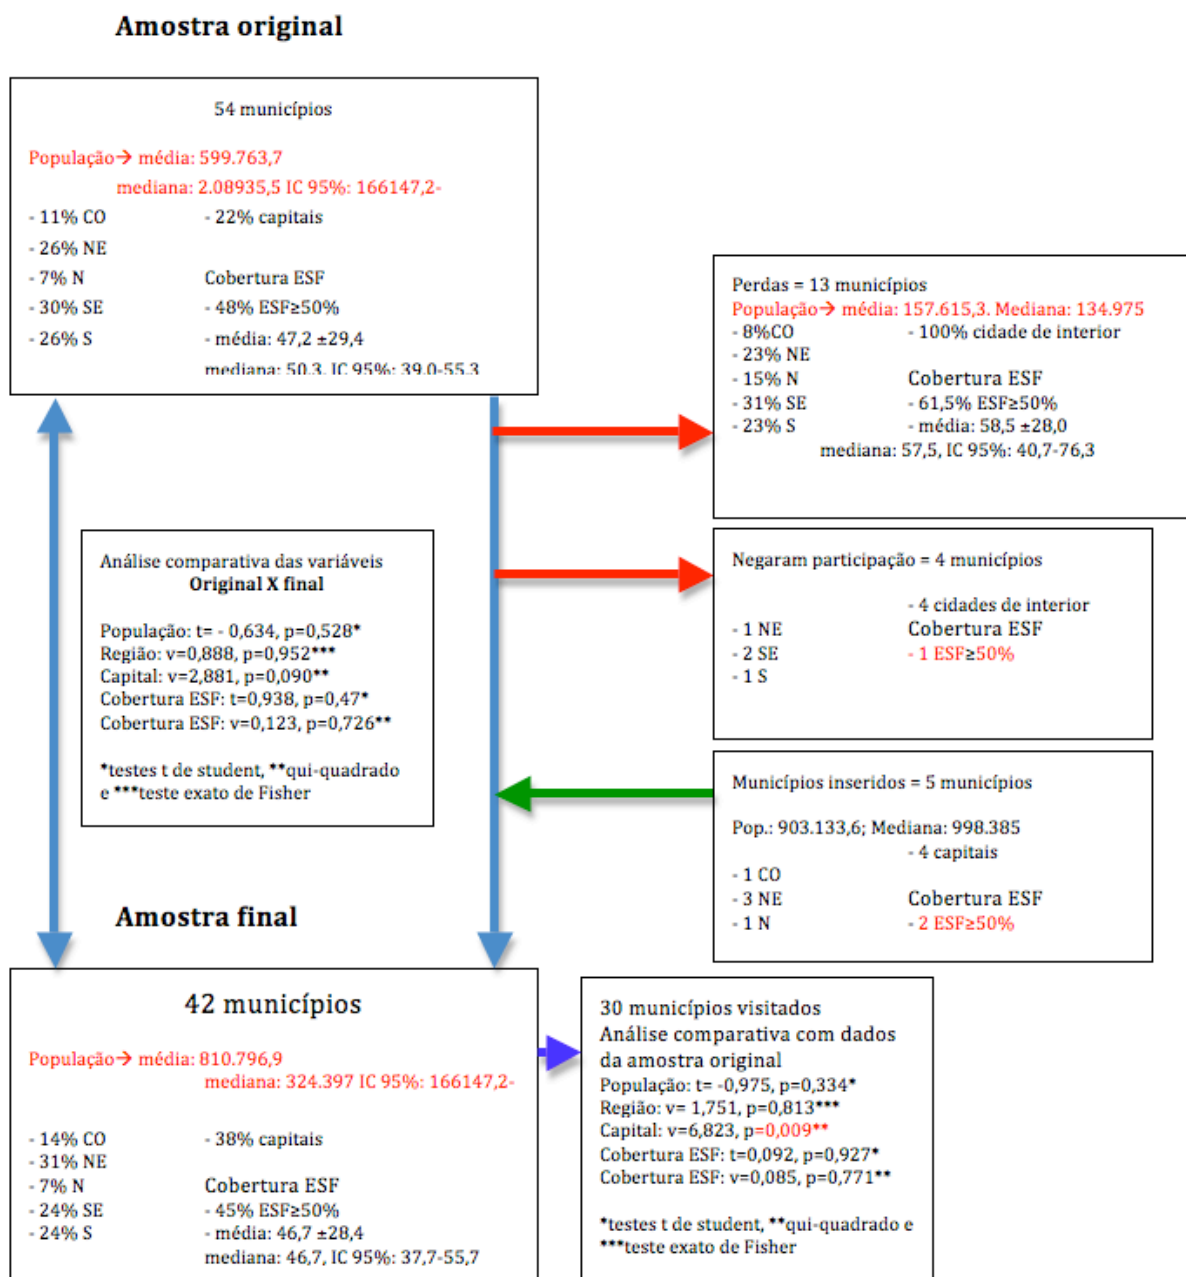 Amostra original
54 municípios
População→ média: 599.763,7
mediana: 2.08935,5 IC 95%: 166147,2-
- 11% CO - 22% capitais
- 26% NE
- 7% N Cobertura ESF
- 30% SE - 48% ESF≥50%
- 26% S - média: 47,2 ±29,4
mediana: 50,3, IC 95%: 39,0-55,3
Perdas = 13 municípios
População→ média: 157.615,3. Mediana: 134.975
- 8%CO - 100% cidade de interior
- 23% NE
- 15% N Cobertura ESF
- 31% SE - 61,5% ESF≥50%
- 23% S - média: 58,5 ±28,0
mediana: 57,5, IC 95%: 40,7-76,3
Análise comparativa das variáveis
Original X final
População: t= - 0,634, p=0,528*
Região: v=0,888, p=0,952***
Capital: v=2,881, p=0,090**
Cobertura ESF: t=0,938, p=0,47*
Cobertura ESF: v=0,123, p=0,726**
*testes t de student, **qui-quadrado
e ***teste exato de Fisher
Negaram participação = 4 municípios
- 4 cidades de interior
- 1 NE Cobertura ESF
- 2 SE - 1 ESF≥50%
- 1 S
Municípios inseridos = 5 municípios
Pop.: 903.133,6; Mediana: 998.385
- 4 capitais
- 1 CO
- 3 NE Cobertura ESF
- 1 N - 2 ESF≥50%
Amostra final
42 municípios
População→ média: 810.796,9
mediana: 324.397 IC 95%: 166147,2-
- 14% CO - 38% capitais
- 31% NE
- 7% N Cobertura ESF
- 24% SE - 45% ESF≥50%
- 24% S - média: 46,7 ±28,4
mediana: 46,7, IC 95%: 37,7-55,7
30 municípios visitados
Análise comparativa com dados
da amostra original
População: t= -0,975, p=0,334*
Região: v= 1,751, p=0,813***
Capital: v=6,823, p=0,009**
Cobertura ESF: t=0,092, p=0,927*
Cobertura ESF: v=0,085, p=0,771**
*testes t de student, **qui-quadrado e
***teste exato de Fisher